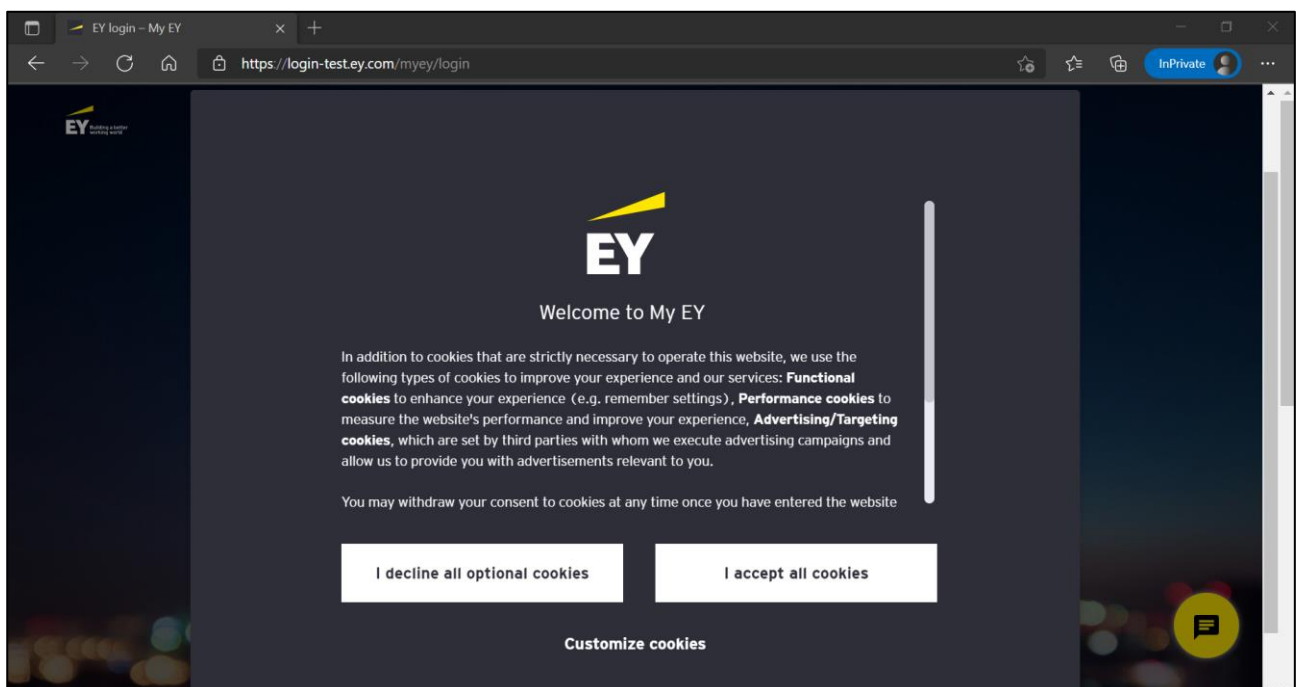 EY login – My EY
https://login-test.ey.com/myey/login
InPrivate
EY Building a better
working world
EY
Welcome to My EY
In addition to cookies that are strictly necessary to operate this website, we use the
following types of cookies to improve your experience and our services: Functional
cookies to enhance your experience (e.g. remember settings), Performance cookies to
measure the website's performance and improve your experience, Advertising/Targeting
cookies, which are set by third parties with whom we execute advertising campaigns and
allow us to provide you with advertisements relevant to you.
You may withdraw your consent to cookies at any time once you have entered the website
I decline all optional cookies
I accept all cookies
Customize cookies